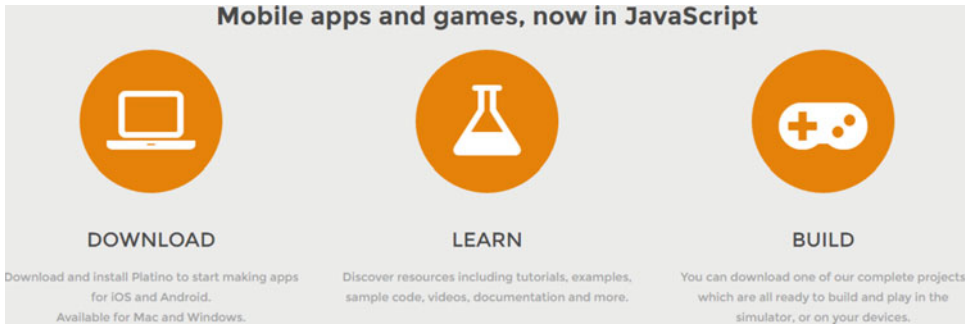 Mobile apps and games, now in JavaScript
DOWNLOAD
Download and install Platino to start making apps
for iOS and Android.
Available for Mac and Windows.
LEARN
Discover resources including tutorials, examples,
sample code, videos, documentation and more.
BUILD
You can download one of our complete projects
which are all ready to build and play in the
simulator, or on your devices.